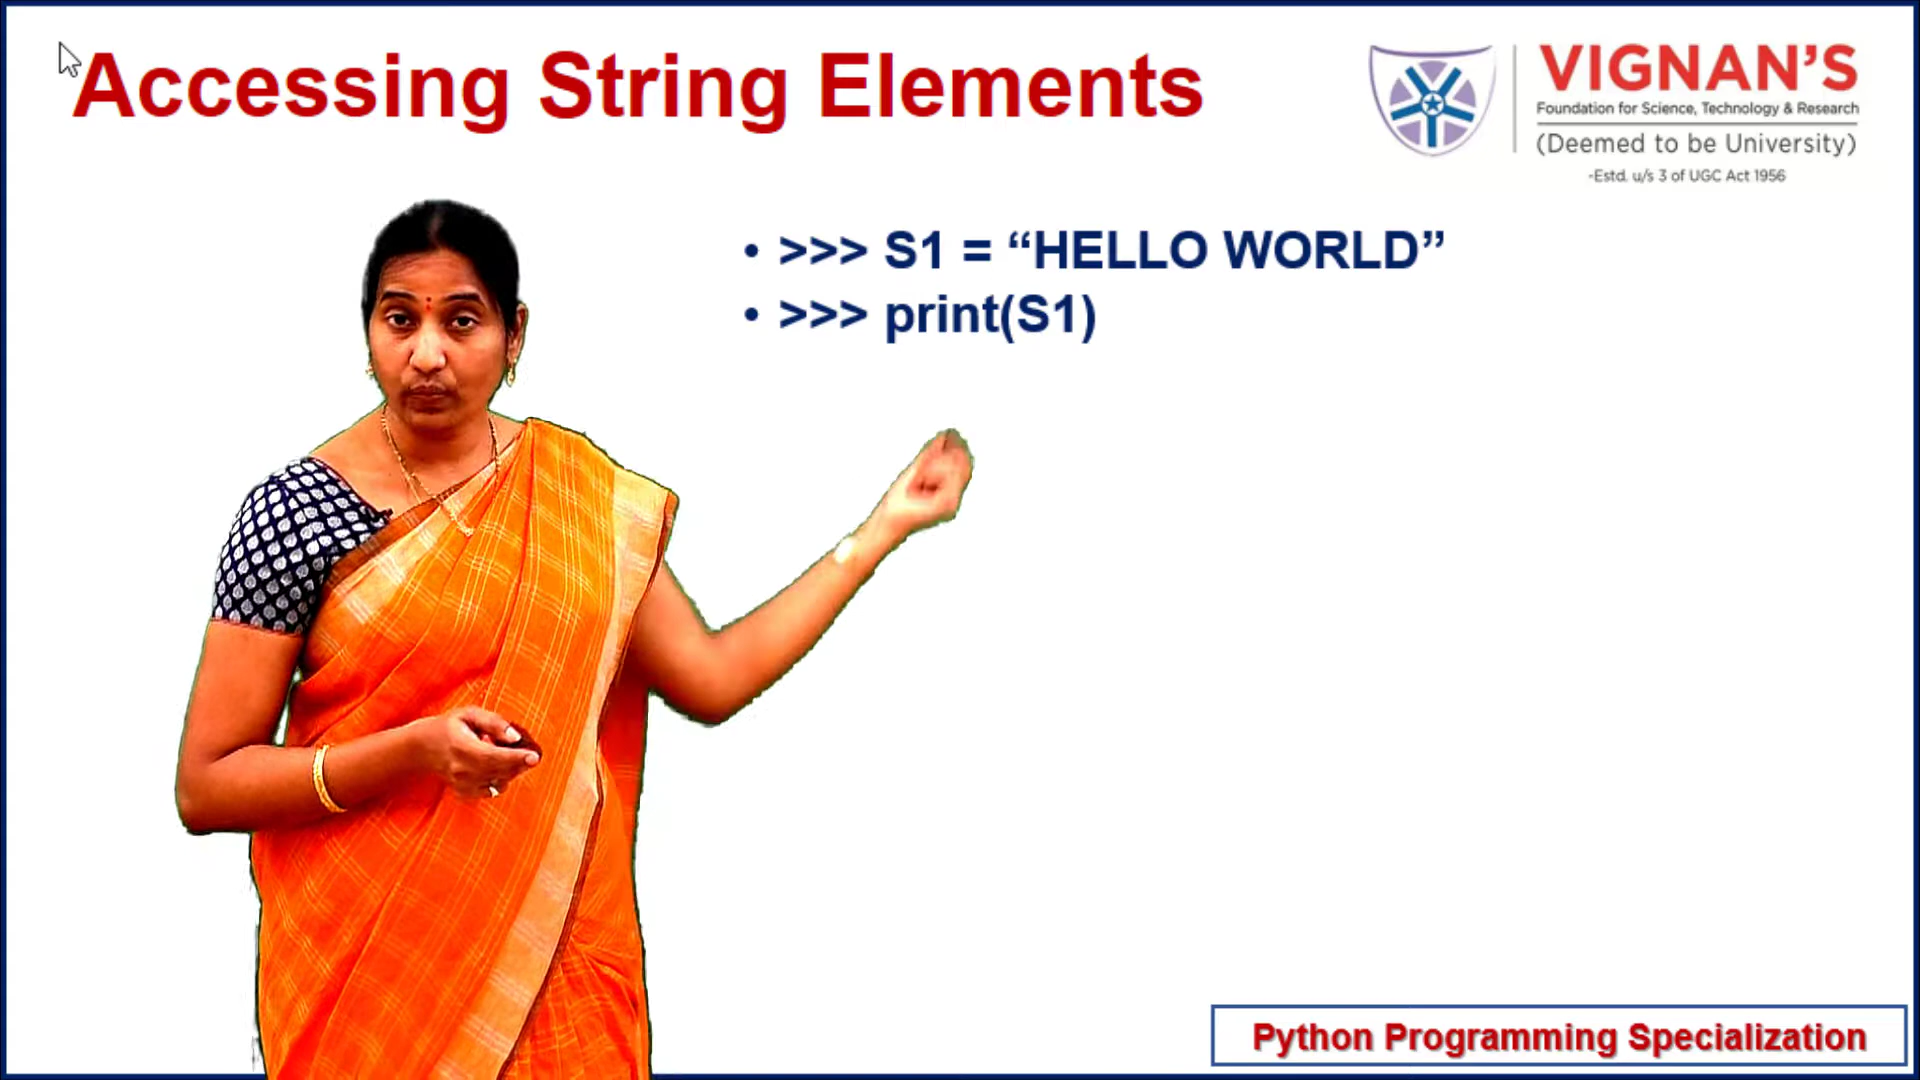 Accessing String Elements
VIGNAN'S
Foundation for Science, Technology & Research
(Deemed to be University)
-Estd. u/s 3 of UGC Act 1956
• >>> S1 = “HELLO WORLD”
• >>> print(S1)
Python Programming Specialization